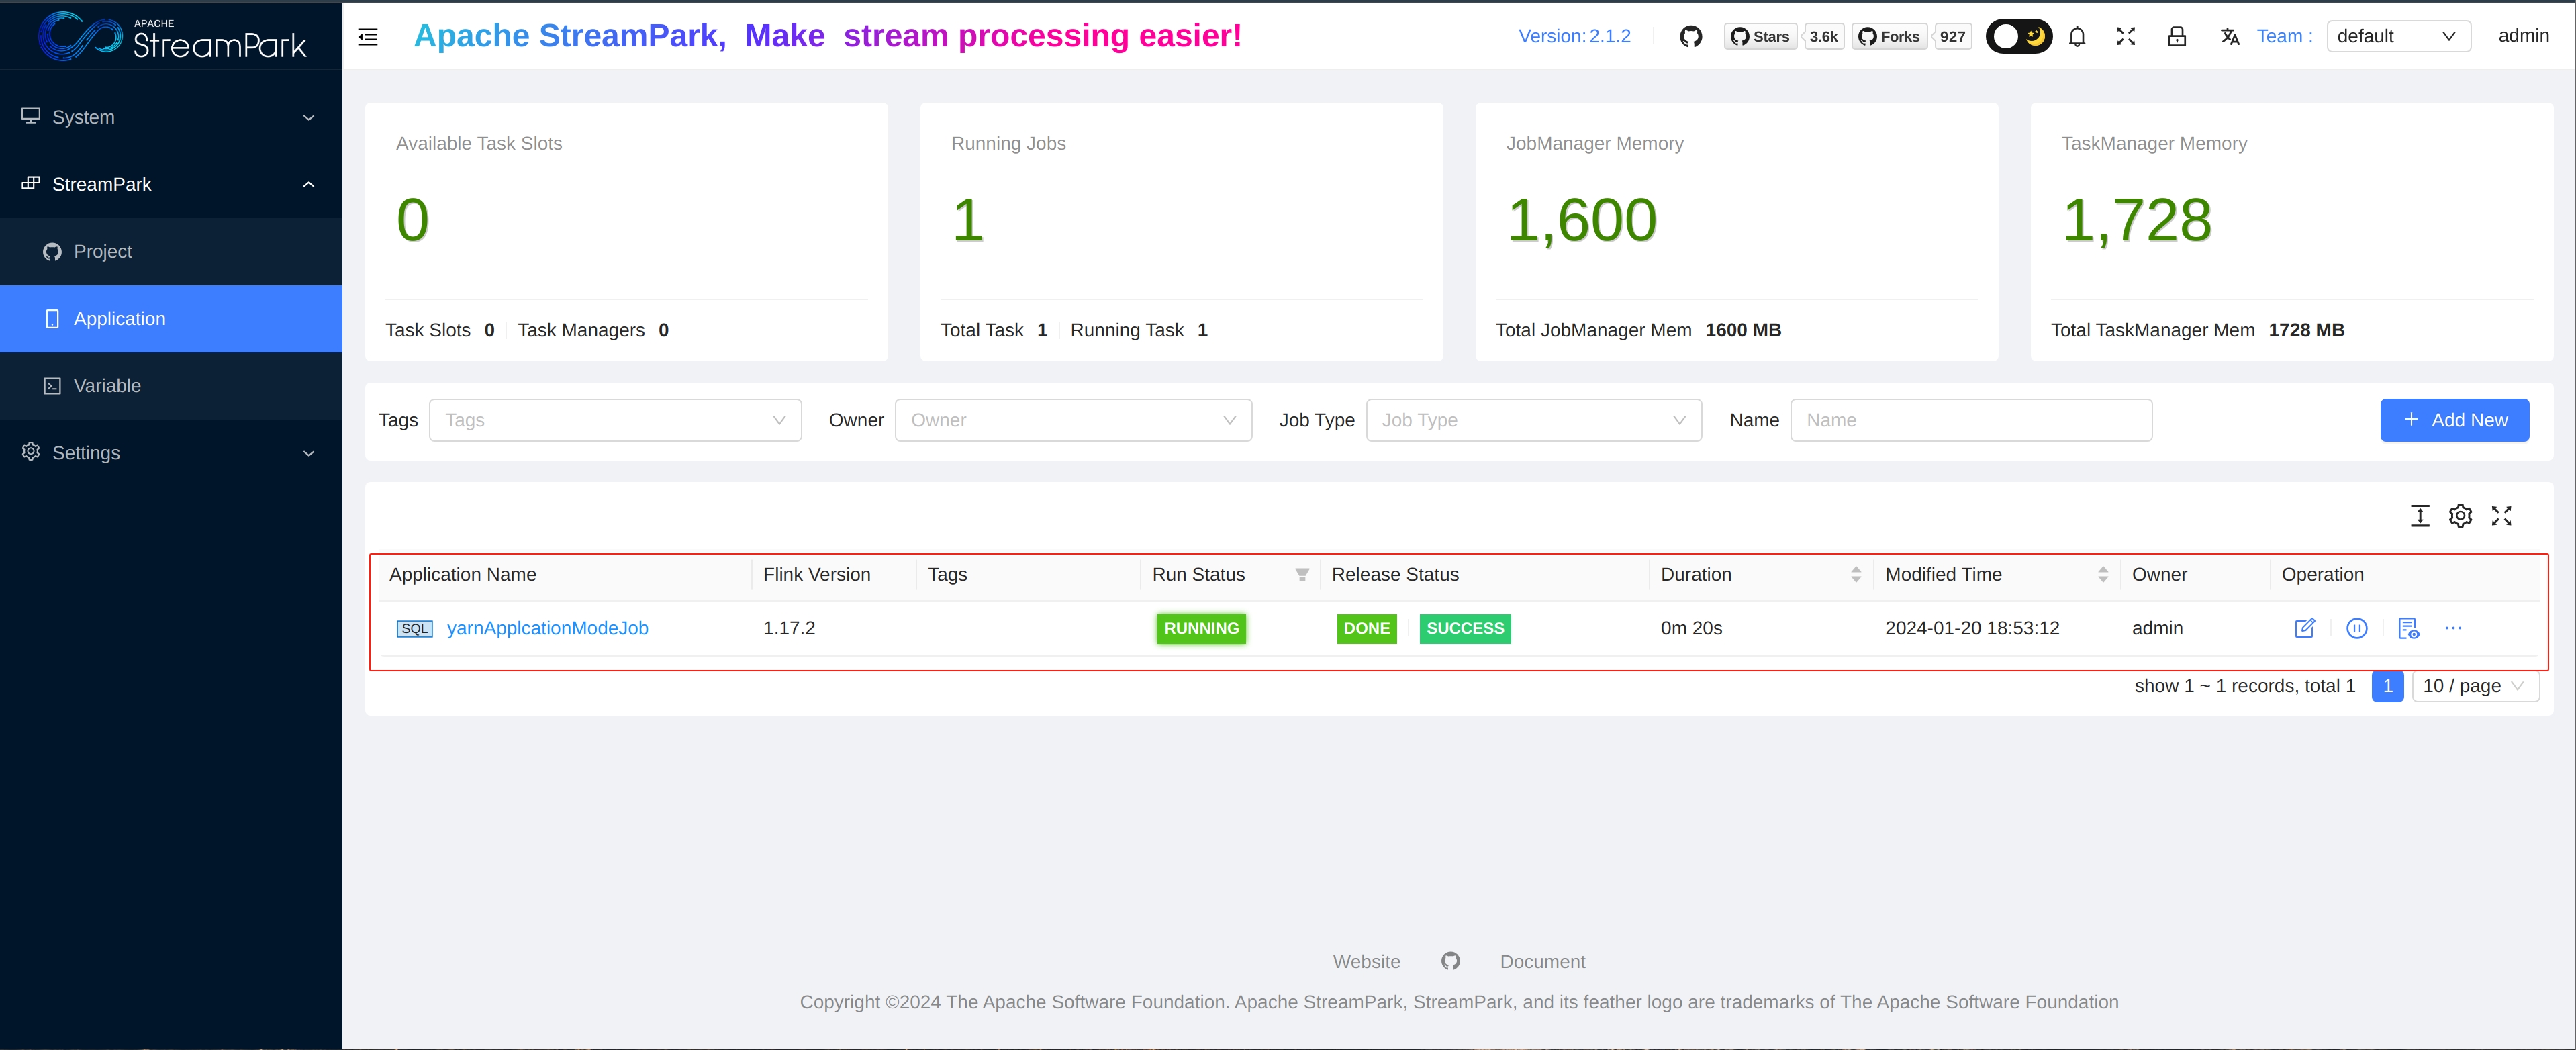 APACHE
StreamPark
Apache StreamPark, Make stream processing easier!
Version: 2.1.2
Stars 3.6k
Forks 927
Team : default
admin
System
StreamPark
Project
Application
Variable
Settings
Available Task Slots
0
Task Slots 0 Task Managers 0
Running Jobs
1
Total Task 1 Running Task 1
JobManager Memory
1,600
Total JobManager Mem 1600 MB
TaskManager Memory
1,728
Total TaskManager Mem 1728 MB
Tags Tags Owner Owner Job Type Job Type Name Name + Add New
Application Name Flink Version Tags Run Status Release Status Duration Modified Time Owner Operation
SQL yarnApplcationModeJob 1.17.2 RUNNING DONE SUCCESS 0m 20s 2024-01-20 18:53:12 admin
show 1 ~ 1 records, total 1 1 10 / page
Website Document
Copyright ©2024 The Apache Software Foundation. Apache StreamPark, StreamPark, and its feather logo are trademarks of The Apache Software Foundation